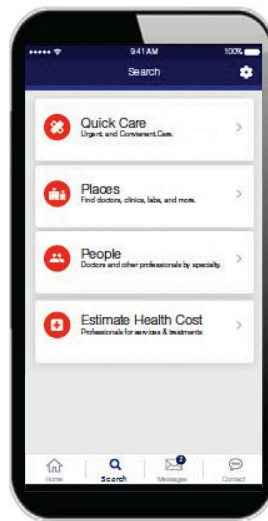 9:41 AM
100%
Search
Quick Care
Urgent and Convenient Care.
Places
Find doctors, clinics, labs, and more.
People
Doctors and other professionals by specialty.
Estimate Health Cost
Professionals for services & treatments
2
Home
Search
Messages
Contact